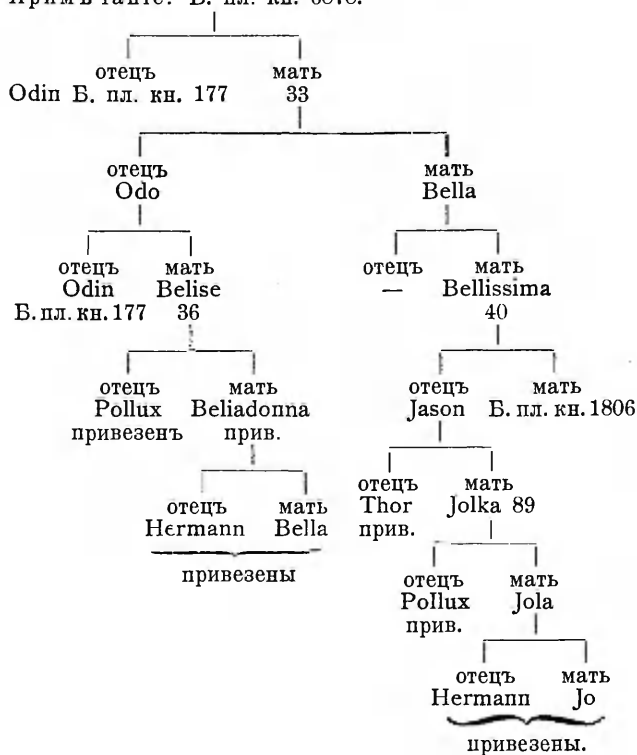 отецъ мать
Odin Б. пл. кн. 177 33
отецъ мать
Odo Bella
отецъ мать отецъ мать
Odin Belise — Bellissima
Б. пл. кн. 177 36 40
отецъ мать отецъ мать
Pollux Beliadonna Jason Б. пл. кн. 1806
привезенъ прив.
отецъ мать
Thor Jolka 89
прив.
отецъ мать
Hermann Bella
привезены
отецъ мать
Pollux Jola
прив.
отецъ мать
Hermann Jo
привезены.